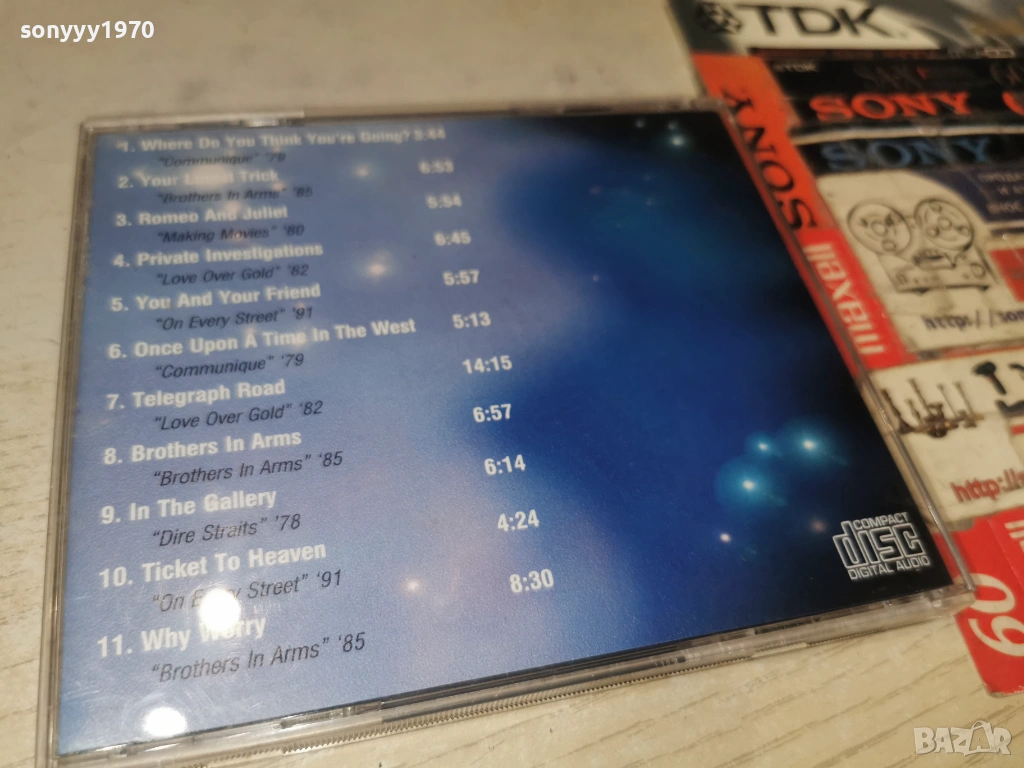 sonyyy1970
1. Where Do You Think You're Going? 3:44
"Communique" '79
2. Your Latest Trick 6:53
"Brothers In Arms" '85
3. Romeo And Juliet 5:54
"Making Movies" '80
4. Private Investigations 6:45
"Love Over Gold" '82
5. You And Your Friend 5:57
"On Every Street" '91
6. Once Upon A Time In The West 5:13
"Communique" '79
7. Telegraph Road 14:15
"Love Over Gold" '82
8. Brothers In Arms 6:57
"Brothers In Arms" '85
9. In The Gallery 6:14
"Dire Straits" '78
10. Ticket To Heaven 4:24
"On Every Street" '91
11. Why Worry 8:30
"Brothers In Arms" '85
COMPACT
disc
DIGITAL AUDIO
TDK
TDK
SONY
SONY
SONY
maxell
http://
http://
60
BAZAR